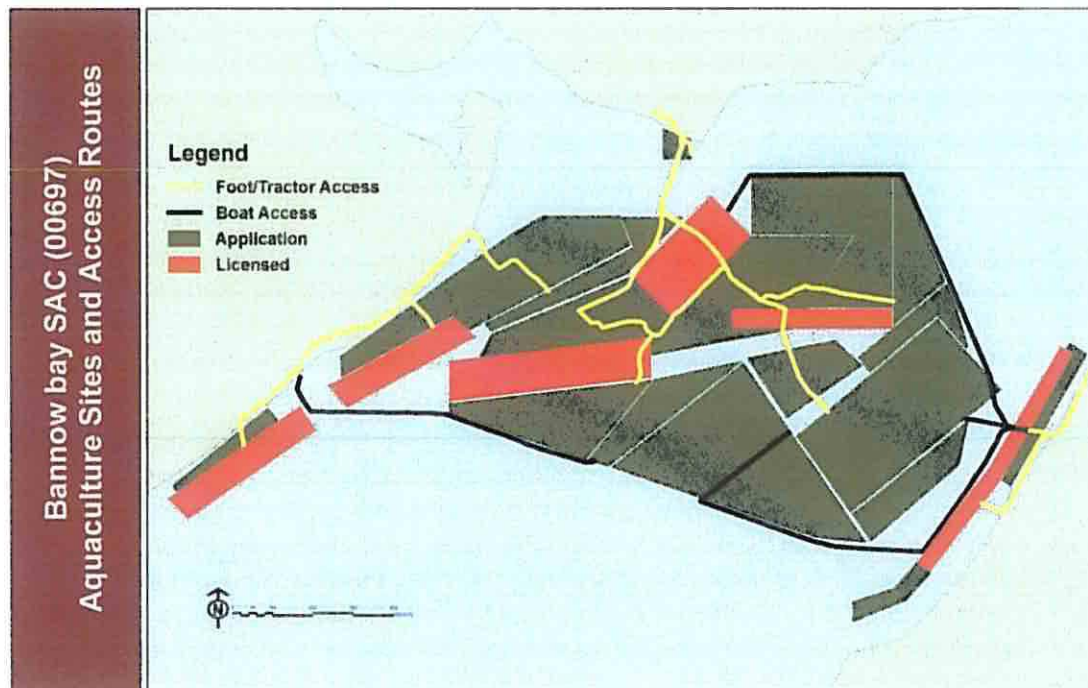 Bannow bay SAC (00697)
Aquaculture Sites and Access Routes
Legend
Foot/Tractor Access
Boat Access
Application
Licensed
N